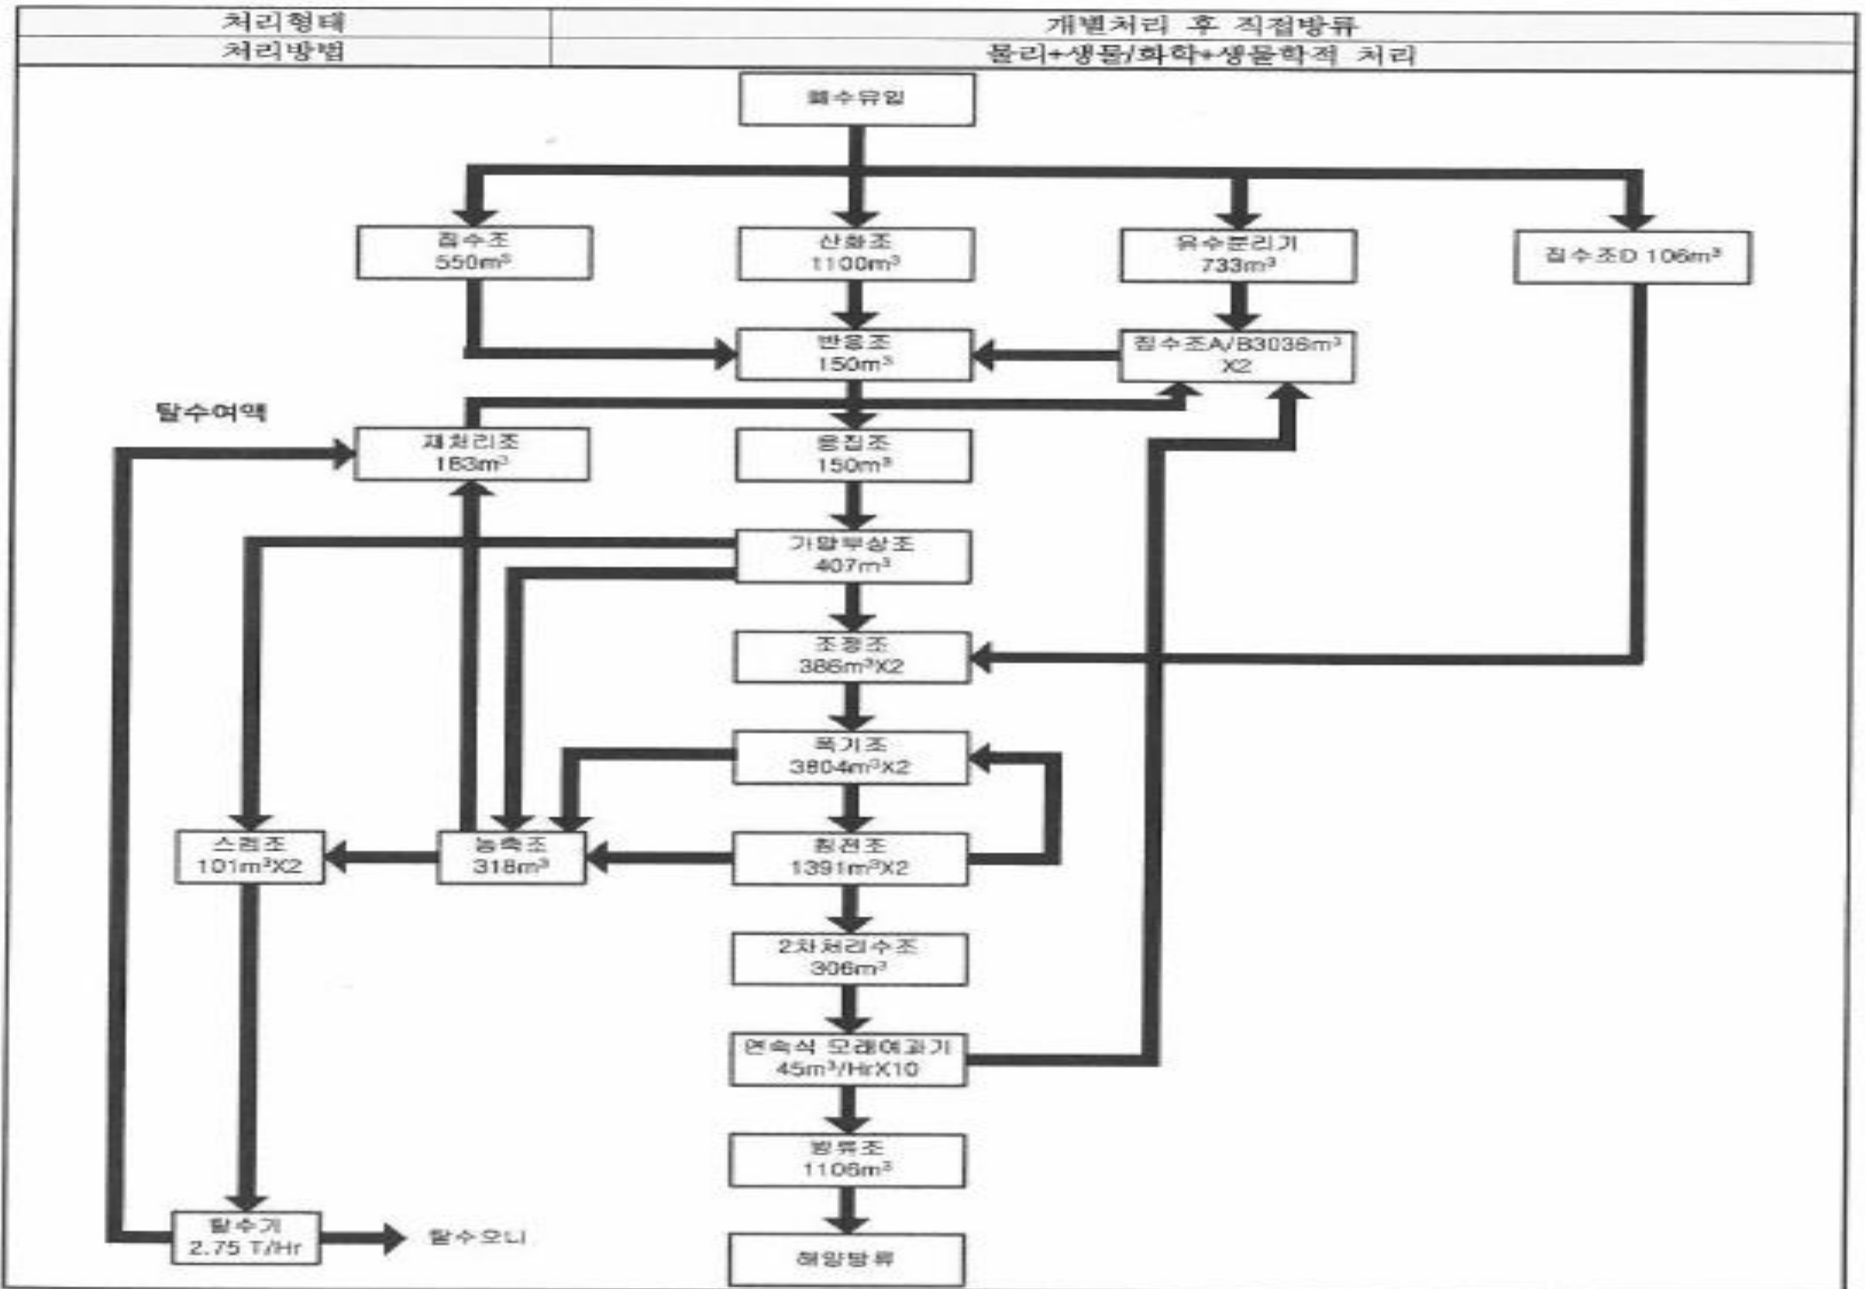 처리형태
개별처리 후 직접방류
처리방법
물리+생물/화학+생물학적 처리
폐수유입
집수조
550m³
산화조
1100m³
유수분리기
733m³
집수조D 106m³
반응조
150m³
집수조A/B3036m³
X2
탈수여액
재처리조
163m³
응집조
150m³
가압부상조
407m³
조정조
386m³X2
폭기조
3804m³X2
스컴조
101m³X2
농축조
318m³
침전조
1391m³X2
2차처리수조
306m³
연속식 모래여과기
45m³/HrX10
방류조
1106m³
탈수기
2.75 T/Hr
탈수오니
해양방류